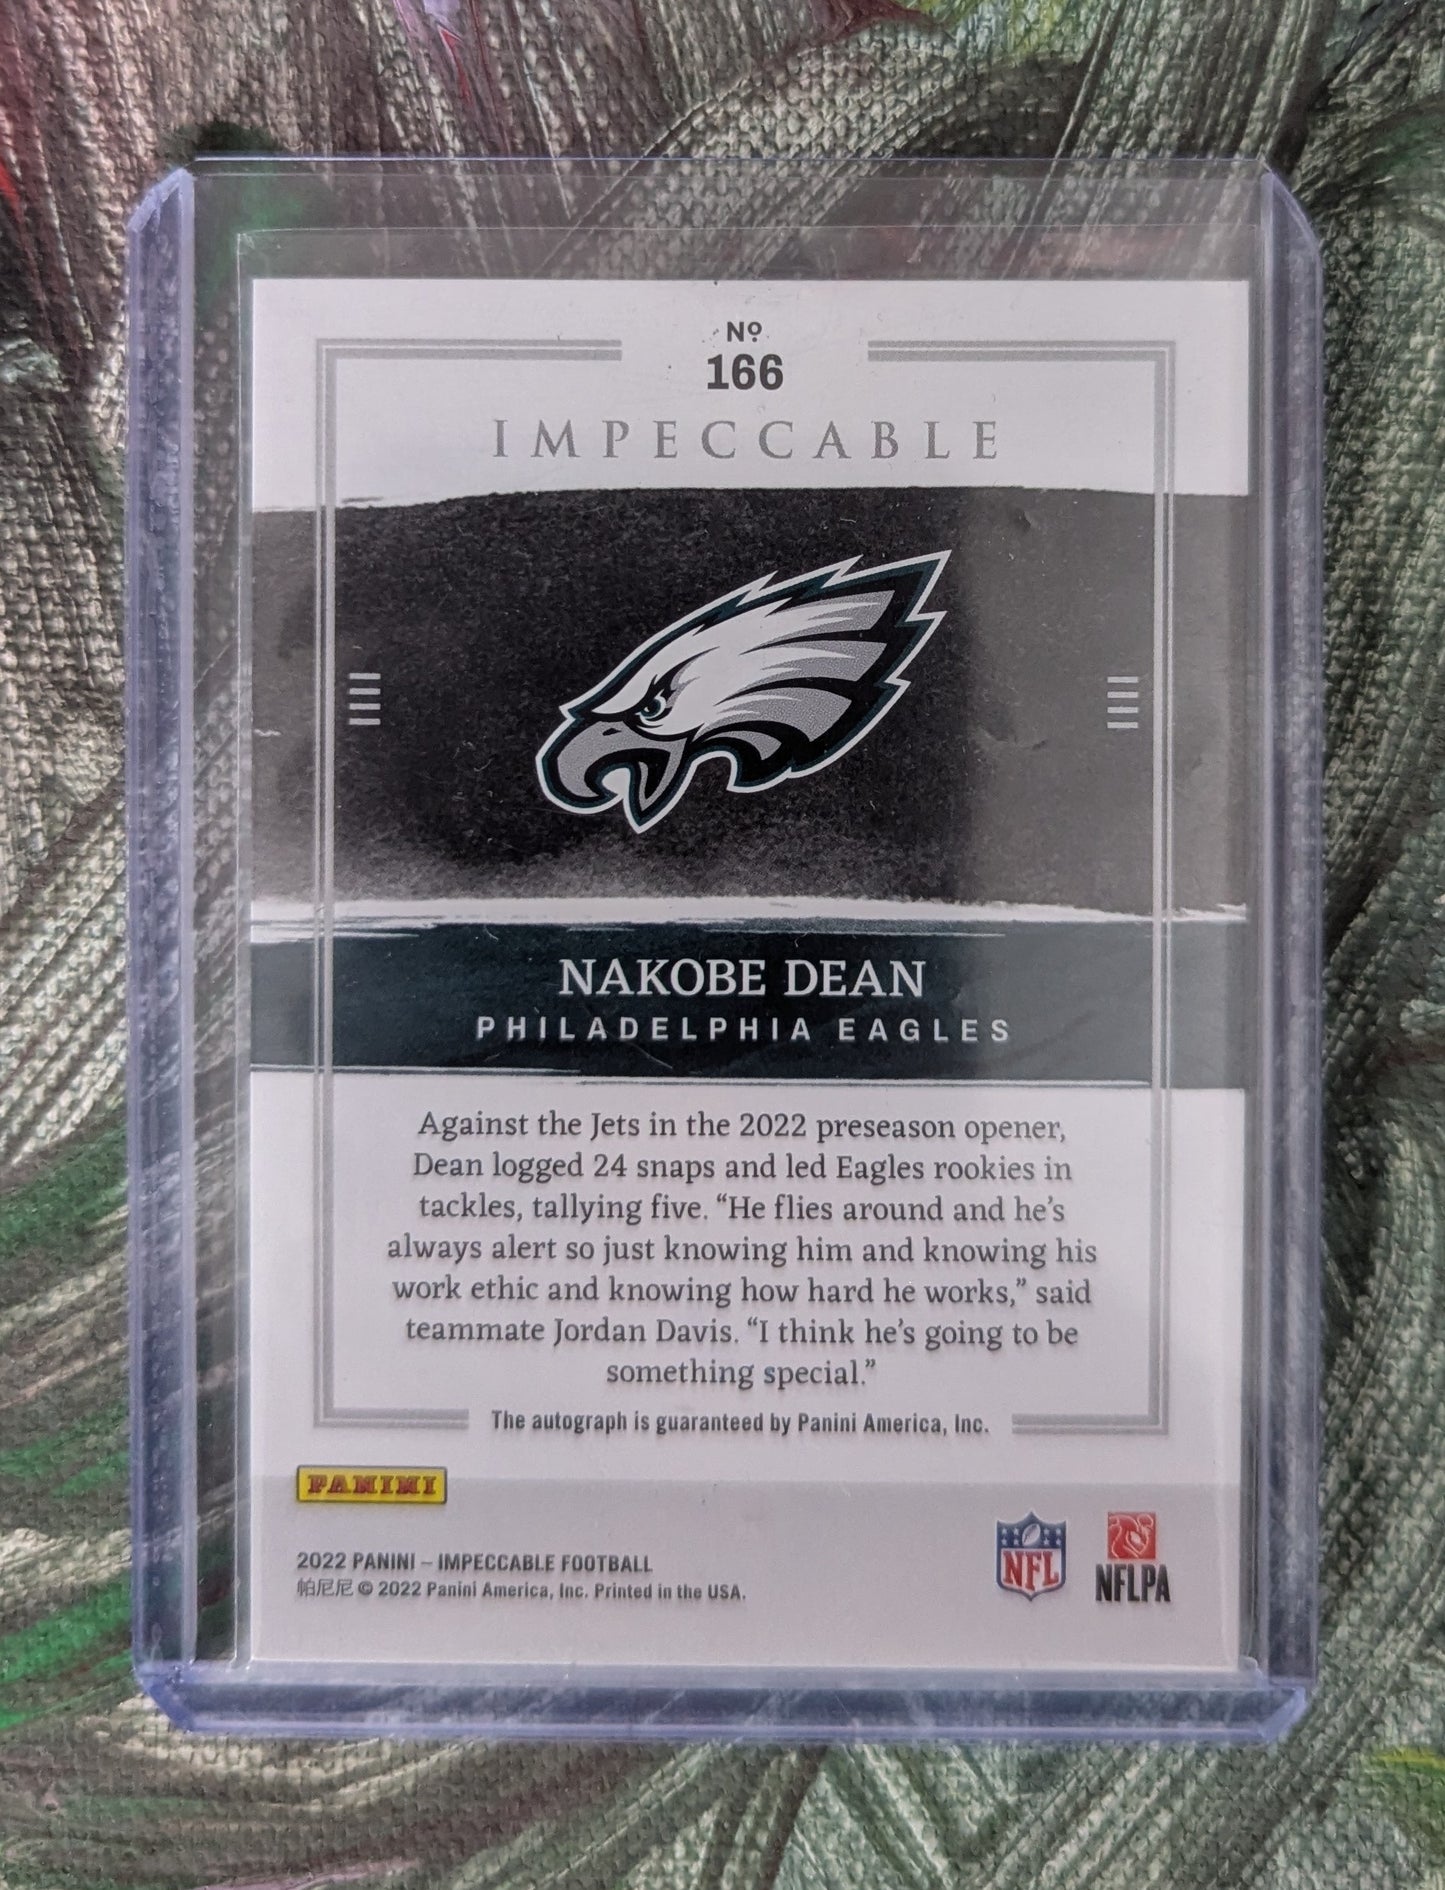 Nº
166
IMPECCABLE
NAKOBE DEAN
PHILADELPHIA EAGLES
Against the Jets in the 2022 preseason opener,
Dean logged 24 snaps and led Eagles rookies in
tackles, tallying five. “He flies around and he’s
always alert so just knowing him and knowing his
work ethic and knowing how hard he works,” said
teammate Jordan Davis. “I think he’s going to be
something special.”
The autograph is guaranteed by Panini America, Inc.
PANINI
2022 PANINI – IMPECCABLE FOOTBALL
帕尼尼 © 2022 Panini America, Inc. Printed in the USA.
NFL
NFLPA